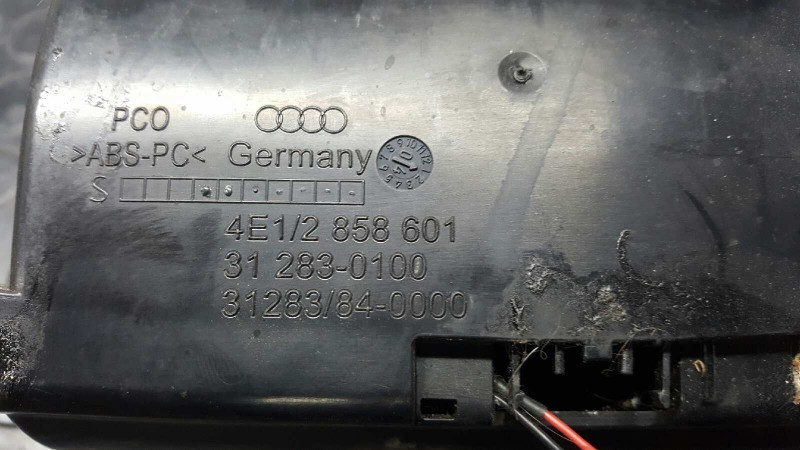 PCO
>ABS-PC< Germany
S
4E1/2 858 601
31 283-0100
31283/84-0000